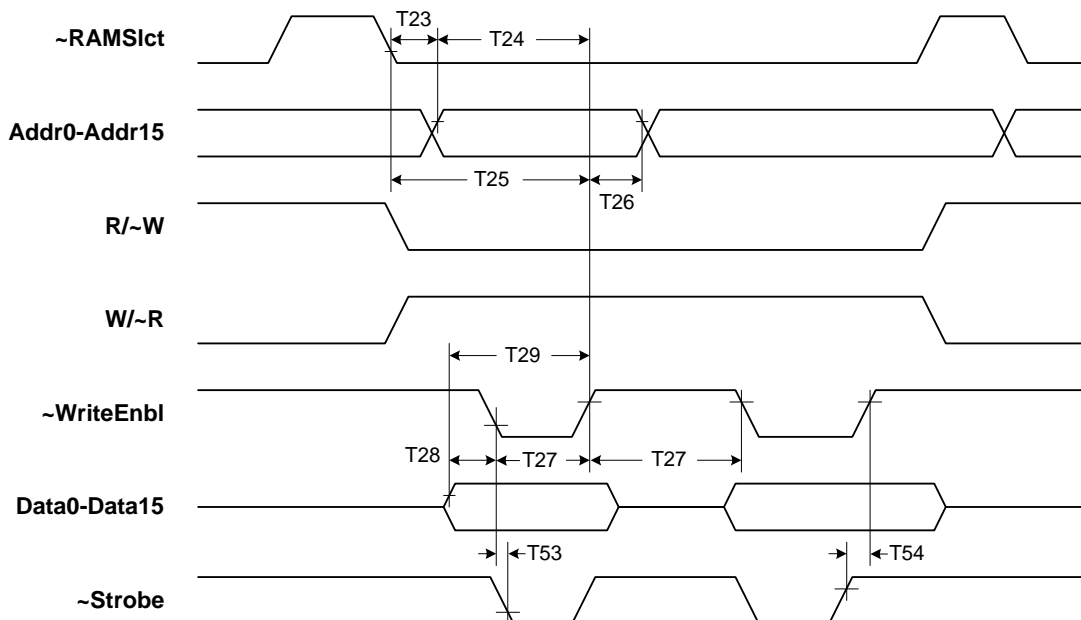 T23
~RAMSlct
T24
Addr0-Addr15
T25
T26
R/~W
W/~R
T29
~WriteEnbl
T28
T27
T27
Data0-Data15
T53
T54
~Strobe